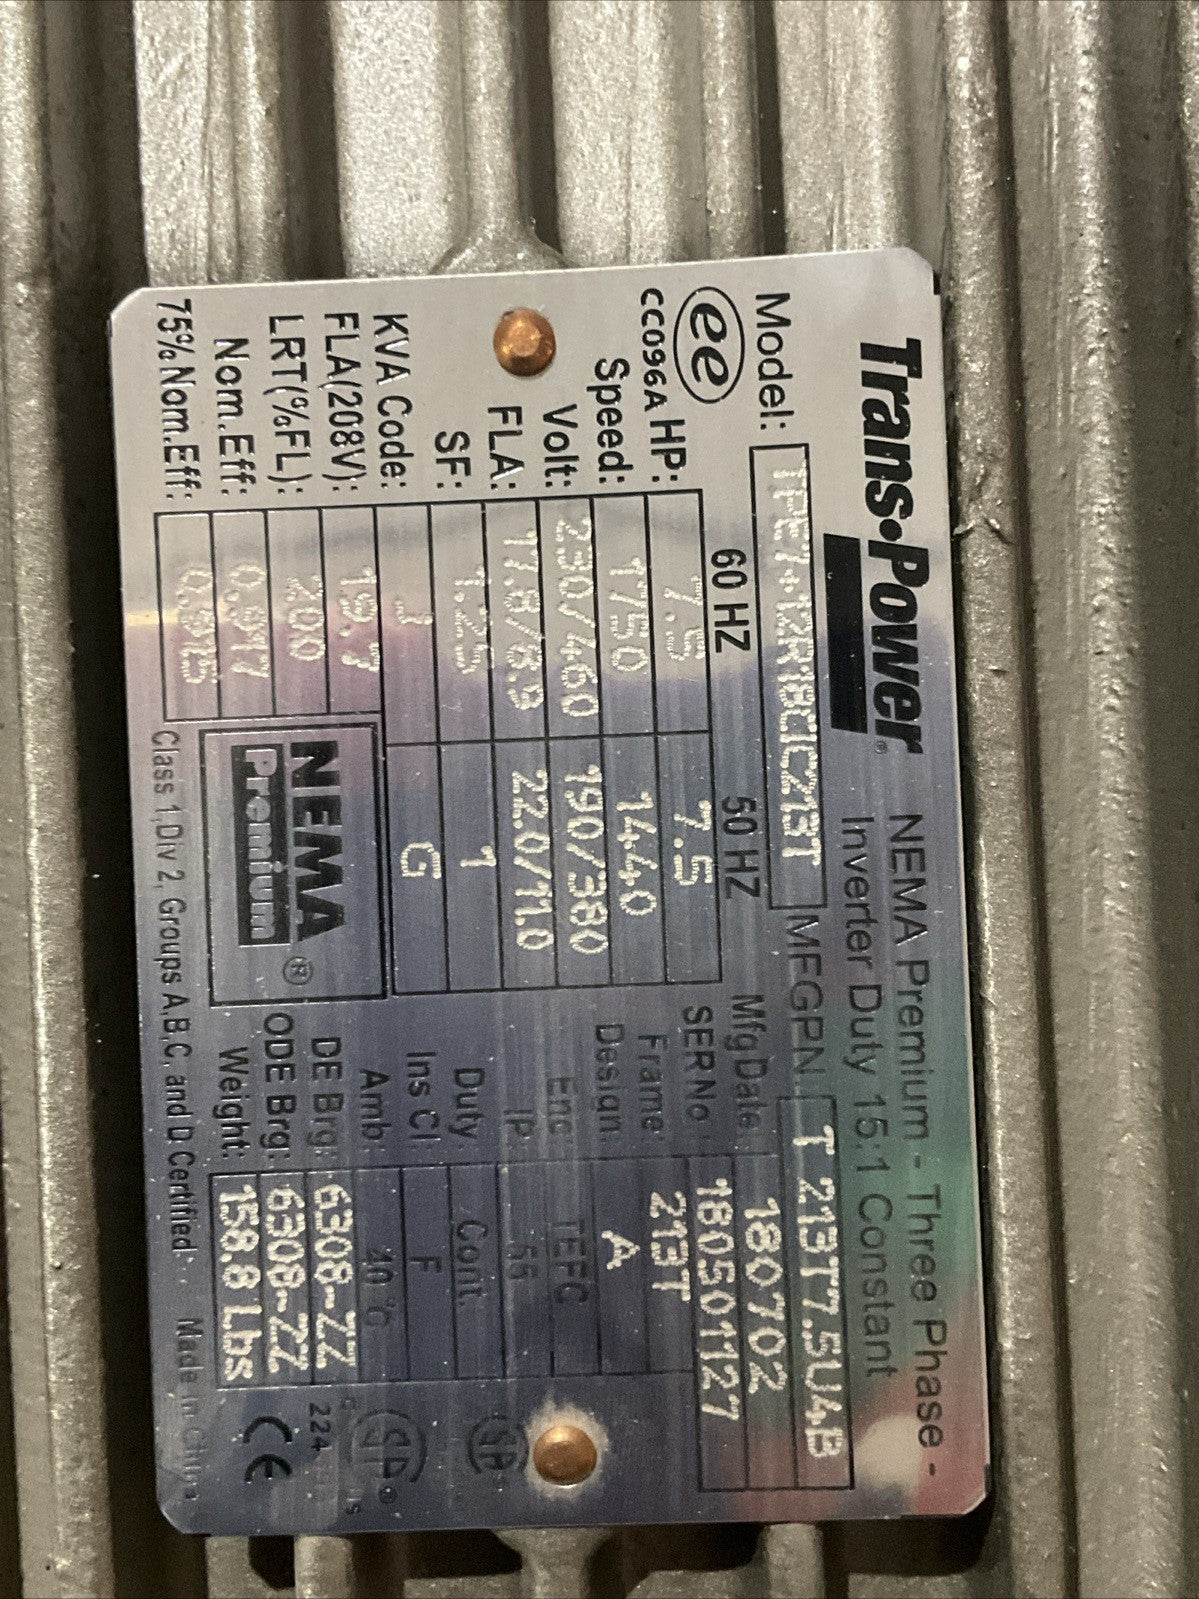 Trans•Power® NEMA Premium - Three Phase -
Inverter Duty 15:1 Constant
Model: MFGPN T 213T7.5U4B
60 HZ 50 HZ
ee
CC096A
HP: 7.5 7.5
Speed: 1750 1440
Volt: 230/460 190/380
FLA: 17.8/8.9 22.0/11.0
SF: 1.25 1
KVA Code: J G
FLA(208V): 19.7
LRT(%FL): 200
Nom.Eff: 0.917
75% Nom.Eff: 0.915
NEMA
Premium®
Mfg Date: 180702
SER No: 180501127
Frame: 213T
Design: A
Enc: TEFC
IP: 55
Duty Cont.
Ins Cl: F
Amb: 40°C
DE Brg: 6308-ZZ
ODE Brg: 6308-ZZ
Weight: 158.8 Lbs
SA
CE
Class 1,Div 2, Groups A,B,C, and D Certified Made in China